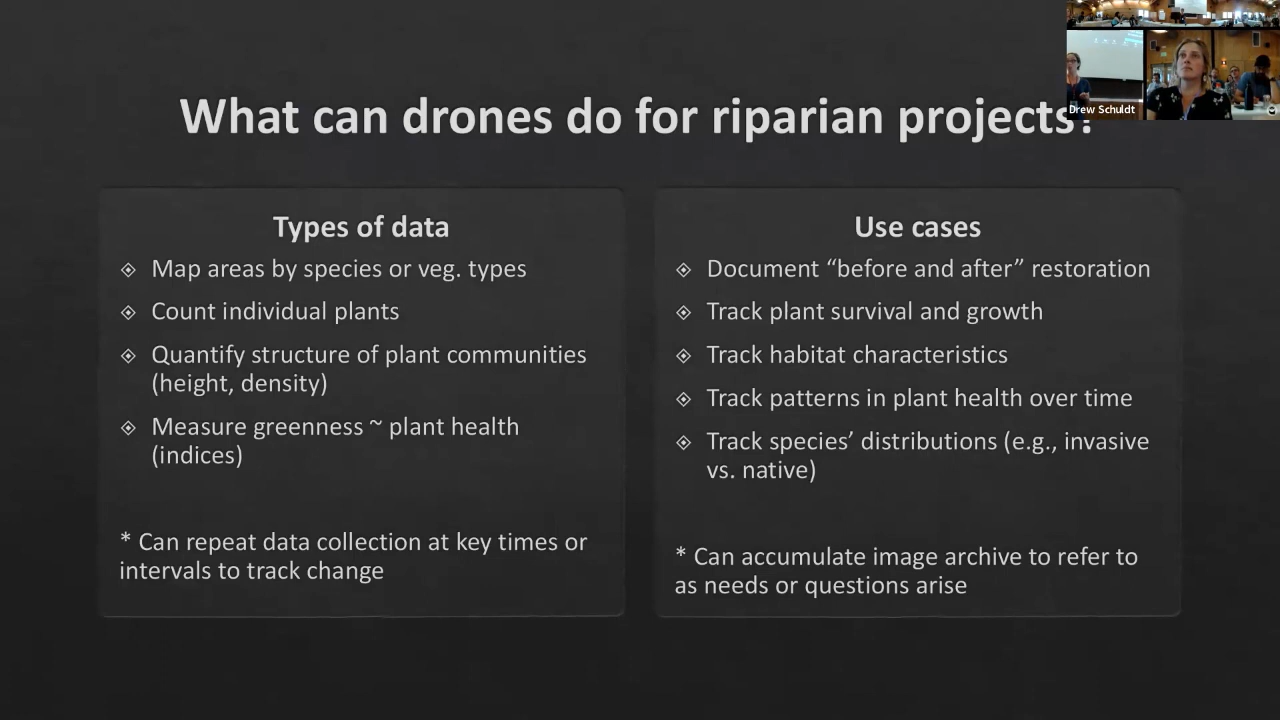 What can drones do for riparian projects?
Drew Schuldt
Types of data
Map areas by species or veg. types
Count individual plants
Quantify structure of plant communities
(height, density)
Measure greenness ~ plant health
(indices)
* Can repeat data collection at key times or
intervals to track change
Use cases
Document “before and after” restoration
Track plant survival and growth
Track habitat characteristics
Track patterns in plant health over time
Track species’ distributions (e.g., invasive
vs. native)
* Can accumulate image archive to refer to
as needs or questions arise